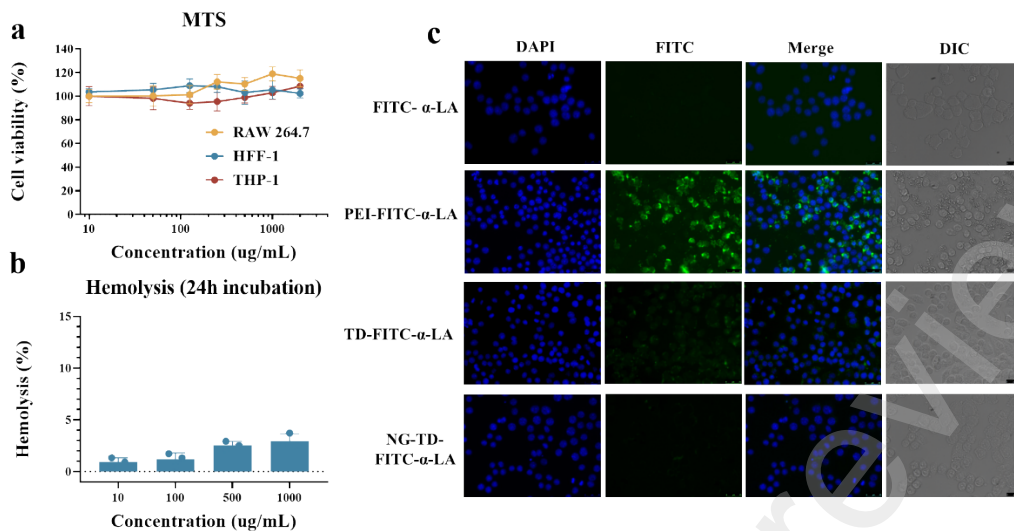 a
MTS
Cell viability (%)
140
120
100
80
60
40
20
0
RAW 264.7
HFF-1
THP-1
10
100
1000
Concentration (ug/mL)
b
Hemolysis (24h incubation)
Hemolysis (%)
15
10
5
0
10
100
500
1000
Concentration (ug/mL)
c
DAPI
FITC
Merge
DIC
FITC- α-LA
PEI-FITC-α-LA
TD-FITC-α-LA
NG-TD-
FITC-α-LA
review